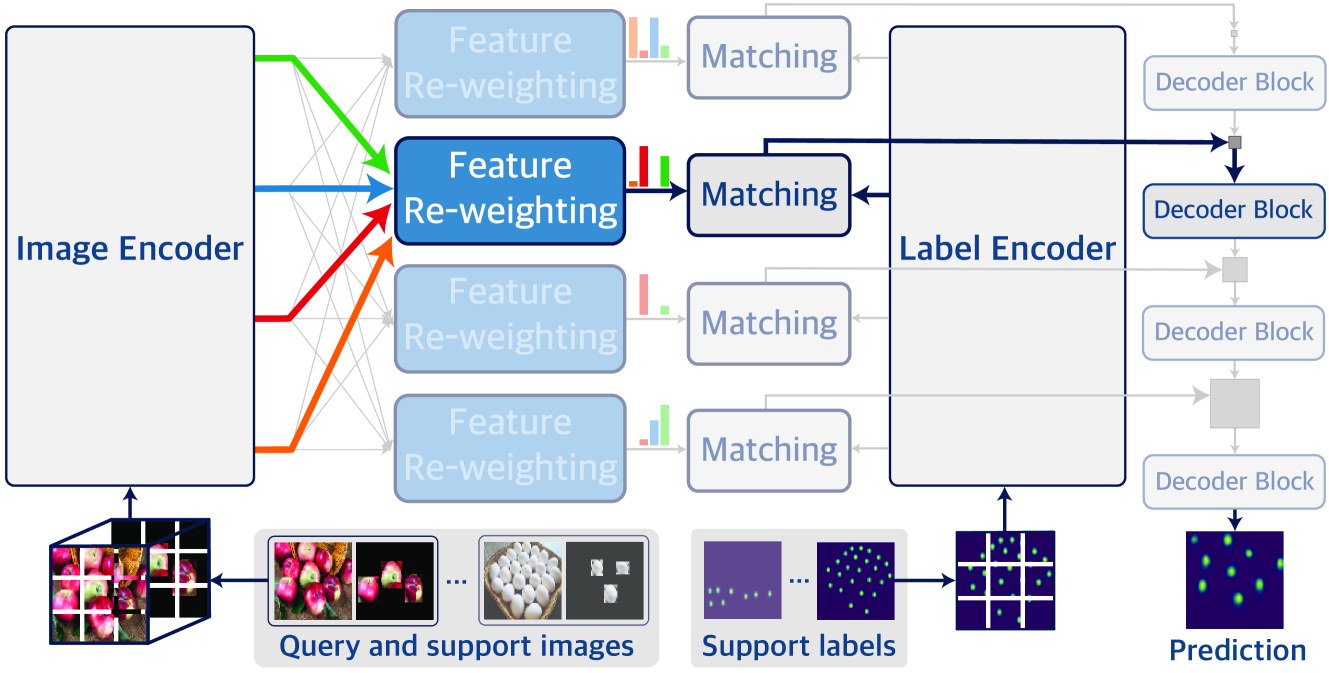 Image Encoder
Feature
Re-weighting
Feature
Re-weighting
Feature
Re-weighting
Feature
Re-weighting
Matching
Matching
Matching
Matching
Label Encoder
Decoder Block
Decoder Block
Decoder Block
Decoder Block
...
Query and support images
...
Support labels
Prediction